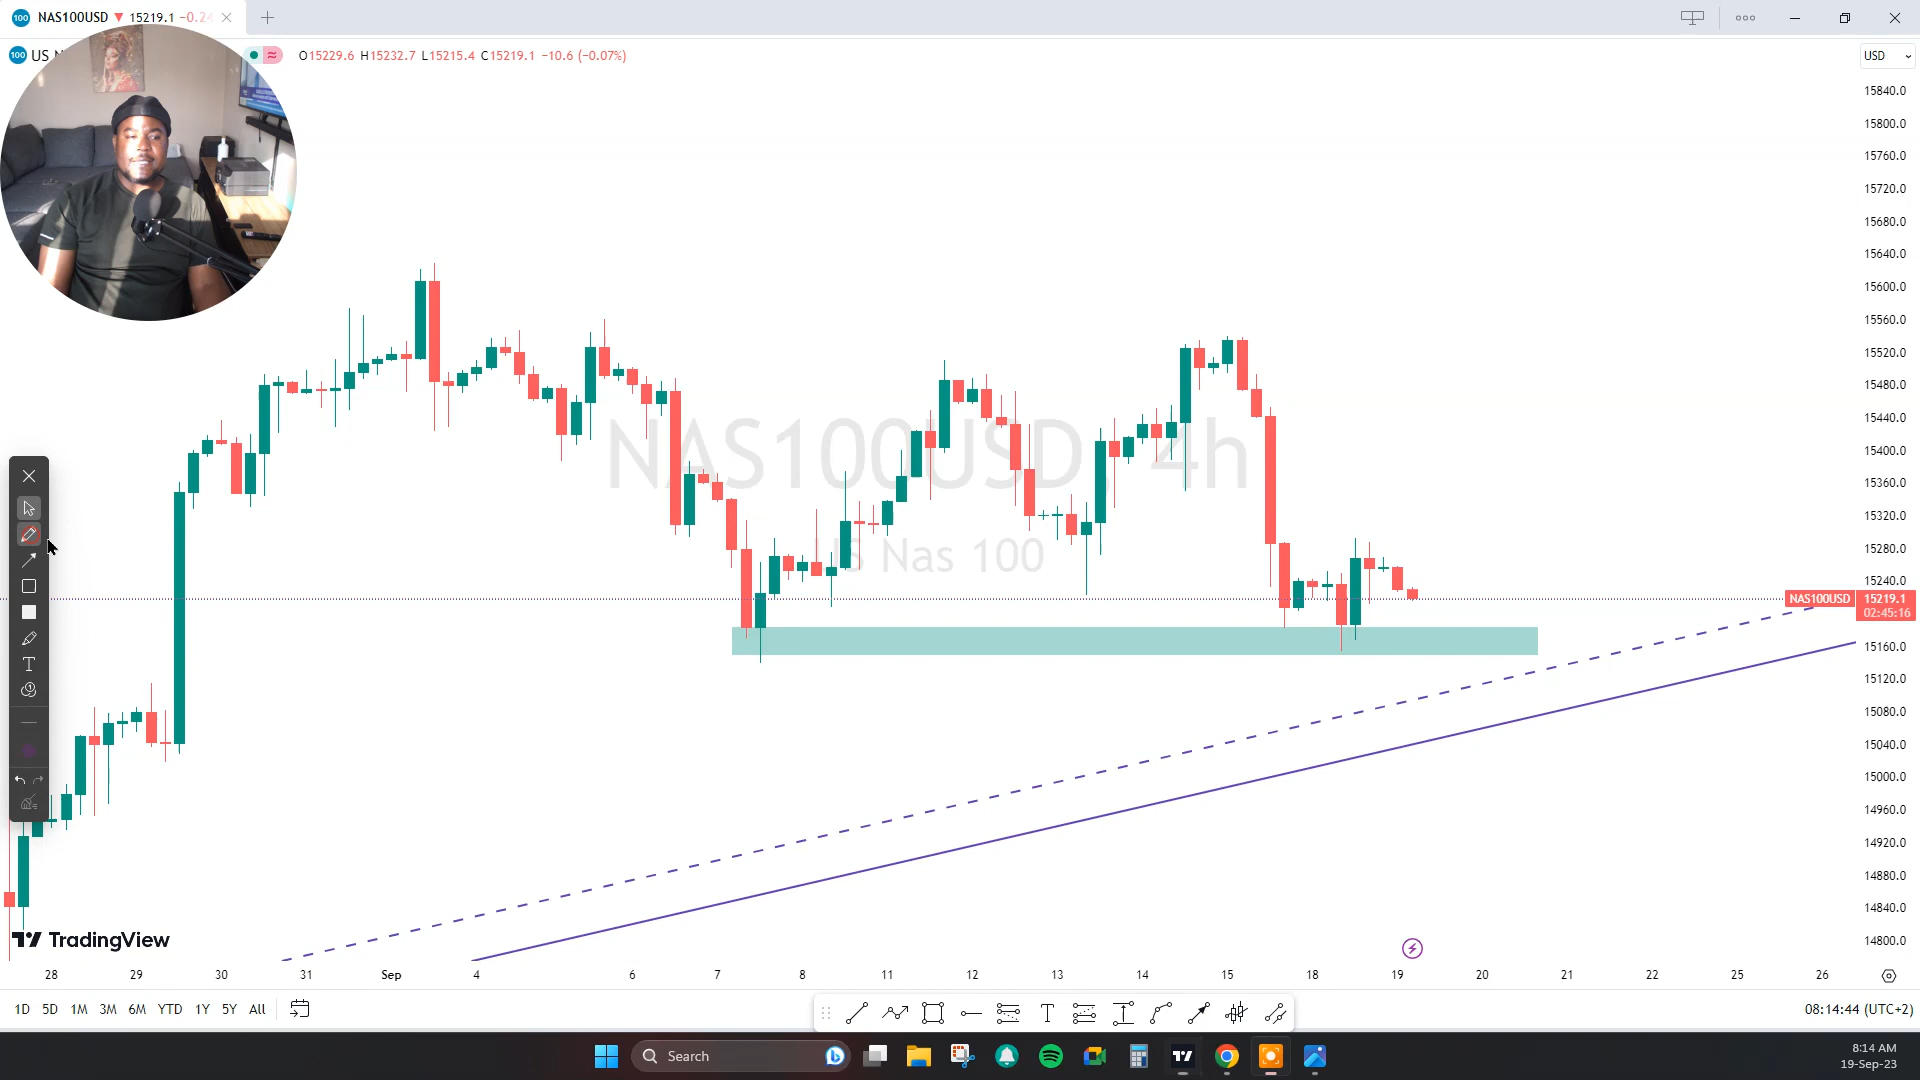 100 NAS100USD ▼ 15219.1 −0.24
100 US N
O15229.6 H15232.7 L15215.4 C15219.1 −10.6 (−0.07%)
USD
15840.0
15800.0
15760.0
15720.0
15680.0
15640.0
15600.0
15560.0
15520.0
15480.0
15440.0
15400.0
15360.0
15320.0
15280.0
15240.0
NAS100USD 15219.1
02:45:16
15160.0
15120.0
15080.0
15040.0
15000.0
14960.0
14920.0
14880.0
14840.0
14800.0
NAS100USD, 4h
US Nas 100
TradingView
28 29 30 31 Sep 4 6 7 8 11 12 13 14 15 18 19 20 21 22 25 26
1D 5D 1M 3M 6M YTD 1Y 5Y All
T
T
08:14:44 (UTC+2)
Search
8:14 AM
19-Sep-23